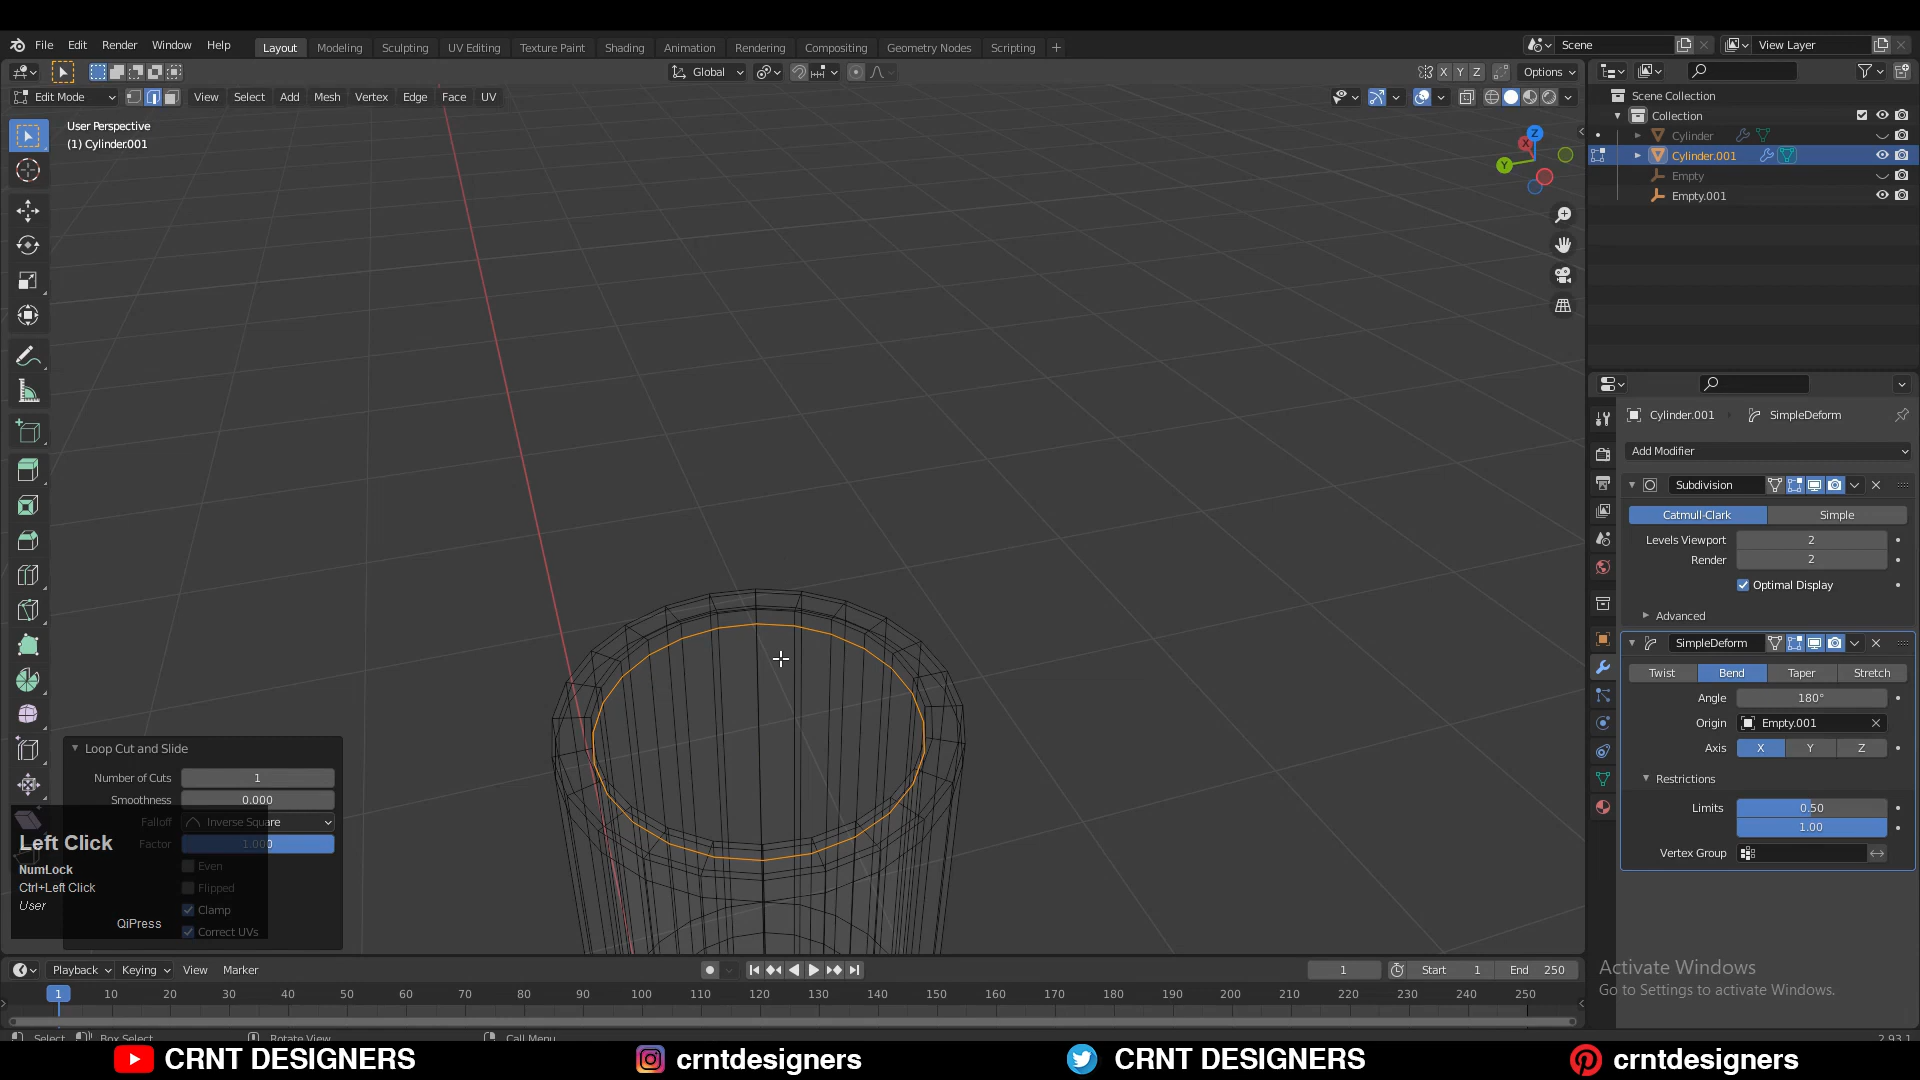 File Edit Render Window Help Layout Modeling Sculpting UV Editing Texture Paint Shading Animation Rendering Compositing Geometry Nodes Scripting + Scene View Layer
Global X Y Z Options
Edit Mode View Select Add Mesh Vertex Edge Face UV
User Perspective
(1) Cylinder.001
Z
X
Y
Scene Collection
Collection
Cylinder
Cylinder.001
Empty
Empty.001
Cylinder.001 SimpleDeform
Add Modifier
Subdivision
Catmull-Clark Simple
Levels Viewport 2
Render 2
Optimal Display
Advanced
SimpleDeform
Twist Bend Taper Stretch
Angle 180°
Origin Empty.001
Axis X Y Z
Restrictions
Limits 0.50
1.00
Vertex Group
Loop Cut and Slide
Number of Cuts 1
Smoothness 0.000
Falloff Inverse Square
Factor 1.000
Even
Flipped
Clamp
Correct UVs
Left Click
NumLock
Ctrl+Left Click
User
QiPress
Activate Windows
Go to Settings to activate Windows.
Playback Keying View Marker 1 Start 1 End 250
1 10 20 30 40 50 60 70 80 90 100 110 120 130 140 150 160 170 180 190 200 210 220 230 240 250
Select Box Select Rotate View Call Menu 2.93.1
CRNT DESIGNERS crntdesigners CRNT DESIGNERS crntdesigners